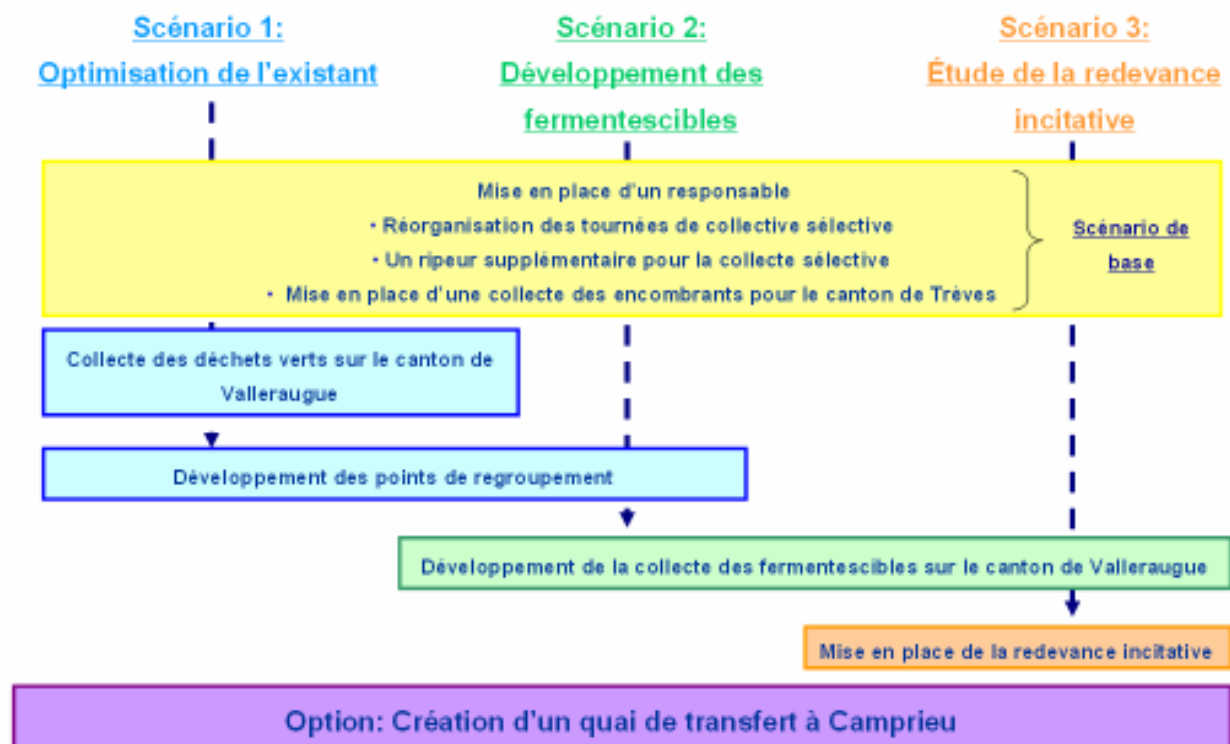 Scénario 1:
Optimisation de l'existant
Scénario 2:
Développement des
fermentescibles
Scénario 3:
Étude de la redevance
incitative
Mise en place d'un responsable
• Réorganisation des tournées de collective sélective
• Un ripeur supplémentaire pour la collecte sélective
• Mise en place d'une collecte des encombrants pour le canton de Trèves
Scénario de
base
Collecte des déchets verts sur le canton de
Valleraugue
Développement des points de regroupement
Développement de la collecte des fermentescibles sur le canton de Valleraugue
Mise en place de la redevance incitative
Option: Création d'un quai de transfert à Camprieu